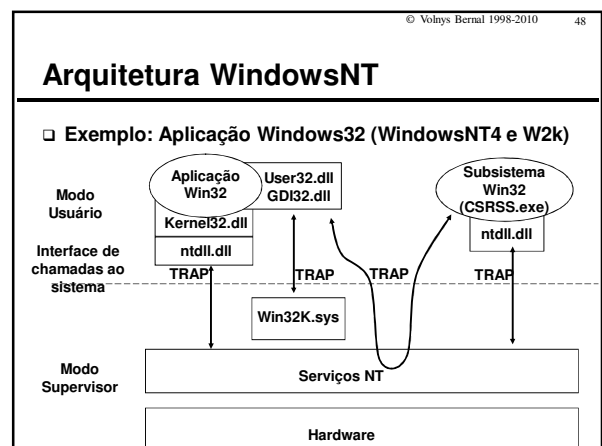 © Volnys Bernal 1998-2010 48
Arquitetura WindowsNT
❑ Exemplo: Aplicação Windows32 (WindowsNT4 e W2k)
Modo
Usuário
Aplicação
Win32
User32.dll
GDI32.dll
Kernel32.dll
ntdll.dll
Subsistema
Win32
(CSRSS.exe)
ntdll.dll
Interface de
chamadas ao
sistema
TRAP TRAP TRAP TRAP
Win32K.sys
Modo
Supervisor
Serviços NT
Hardware